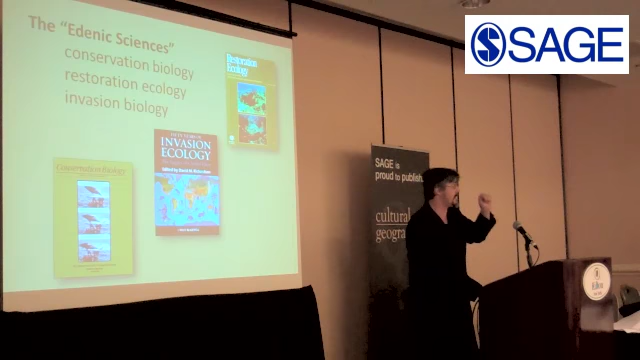 The "Edenic Sciences"
conservation biology
restoration ecology
invasion biology
Restoration
Ecology
INVASION
ECOLOGY
Conservation Biology
SAGE
SAGE is
proud to publish
cultural
geogra